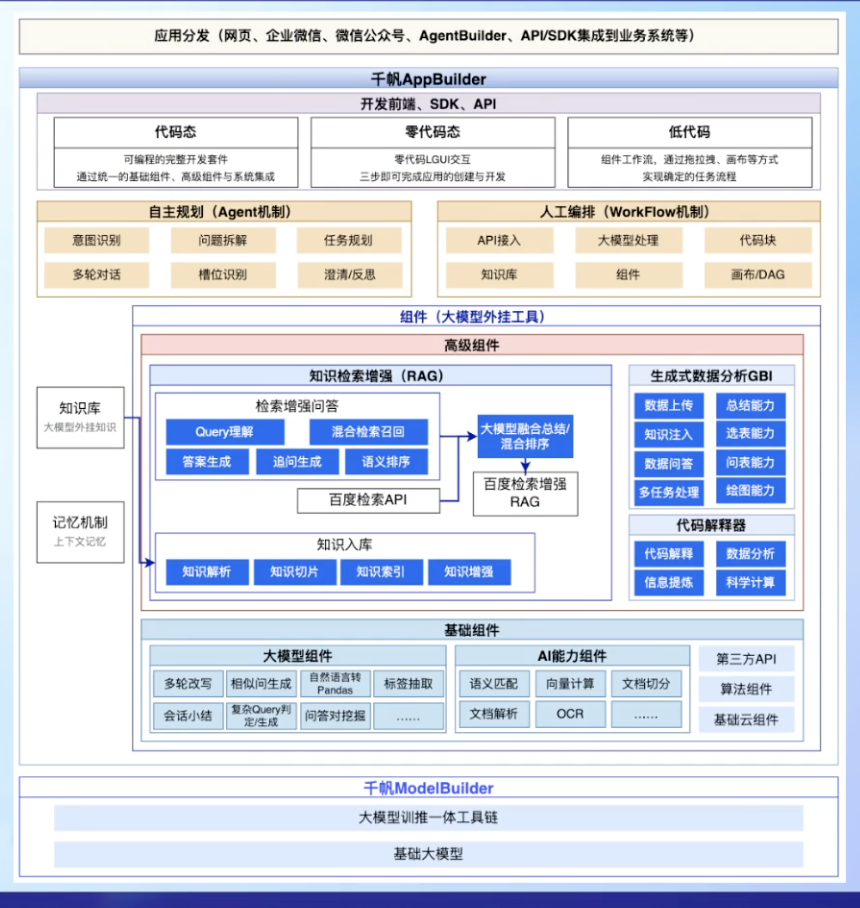 应用分发（网页、企业微信、微信公众号、AgentBuilder、API/SDK集成到业务系统等）
千帆AppBuilder
开发前端、SDK、API
代码态
可编程的完整开发套件
通过统一的基础组件、高级组件与系统集成
零代码态
零代码LGUI交互
三步即可完成应用的创建与开发
低代码
组件工作流，通过拖拉拽、画布等方式
实现确定的任务流程
自主规划（Agent机制）
意图识别
问题拆解
任务规划
多轮对话
槽位识别
澄清/反思
人工编排（WorkFlow机制）
API接入
大模型处理
代码块
知识库
组件
画布/DAG
知识库
大模型外挂知识
记忆机制
上下文记忆
组件（大模型外挂工具）
高级组件
知识检索增强（RAG）
检索增强问答
Query理解
混合检索召回
答案生成
追问生成
语义排序
百度检索API
大模型融合总结/
混合排序
百度检索增强
RAG
知识入库
知识解析
知识切片
知识索引
知识增强
生成式数据分析GBI
数据上传
总结能力
知识注入
选表能力
数据问答
问表能力
多任务处理
绘图能力
代码解释器
代码解释
数据分析
信息提炼
科学计算
基础组件
大模型组件
多轮改写
相似问生成
自然语言转
Pandas
标签抽取
会话小结
复杂Query判
定/生成
问答对挖掘
……
AI能力组件
语义匹配
向量计算
文档切分
文档解析
OCR
……
第三方API
算法组件
基础云组件
千帆ModelBuilder
大模型训推一体工具链
基础大模型